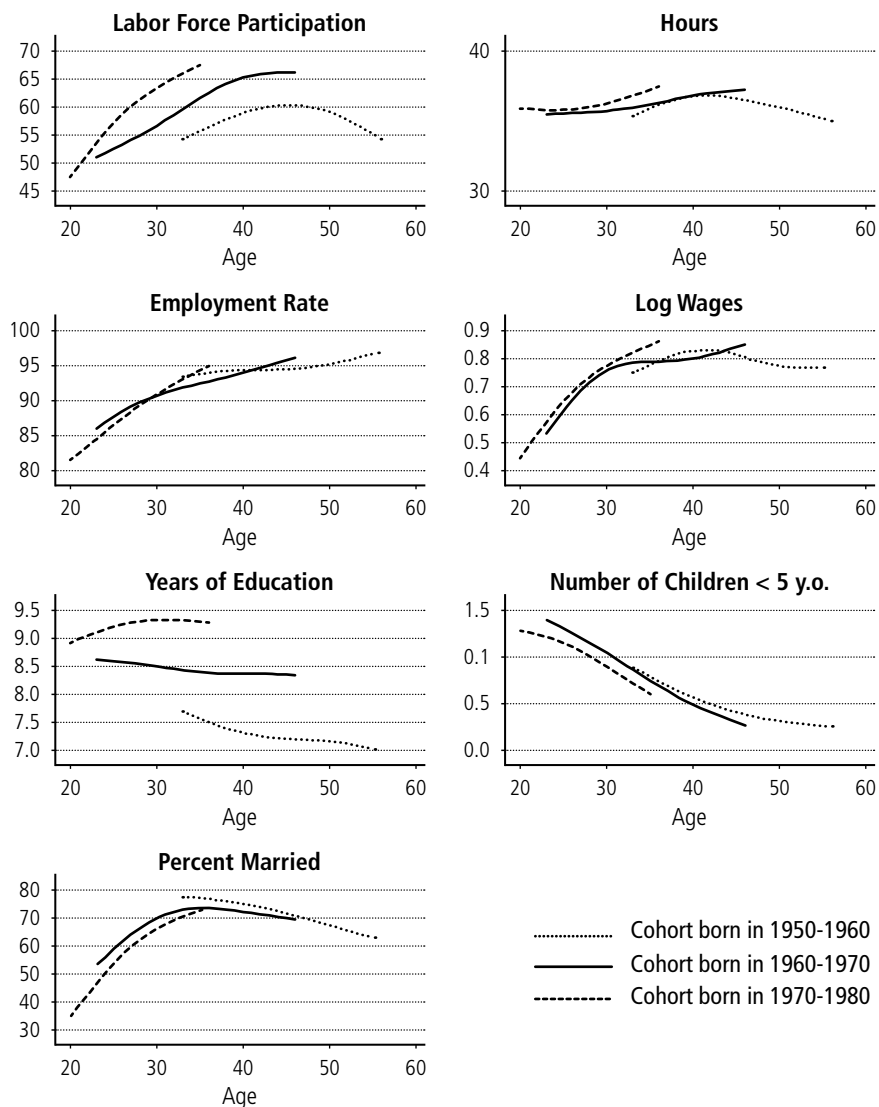 Labor Force Participation
70
65
60
55
50
45
20 30 40 50 60
Age
Hours
40
30
20 30 40 50 60
Age
Employment Rate
100
95
90
85
80
20 30 40 50 60
Age
Log Wages
0.9
0.8
0.7
0.6
0.5
0.4
20 30 40 50 60
Age
Years of Education
9.5
9.0
8.5
8.0
7.5
7.0
20 30 40 50 60
Age
Number of Children < 5 y.o.
1.5
0.1
0.5
0.0
20 30 40 50 60
Age
Percent Married
80
70
60
50
40
30
20 30 40 50 60
Age
Cohort born in 1950-1960
Cohort born in 1960-1970
Cohort born in 1970-1980